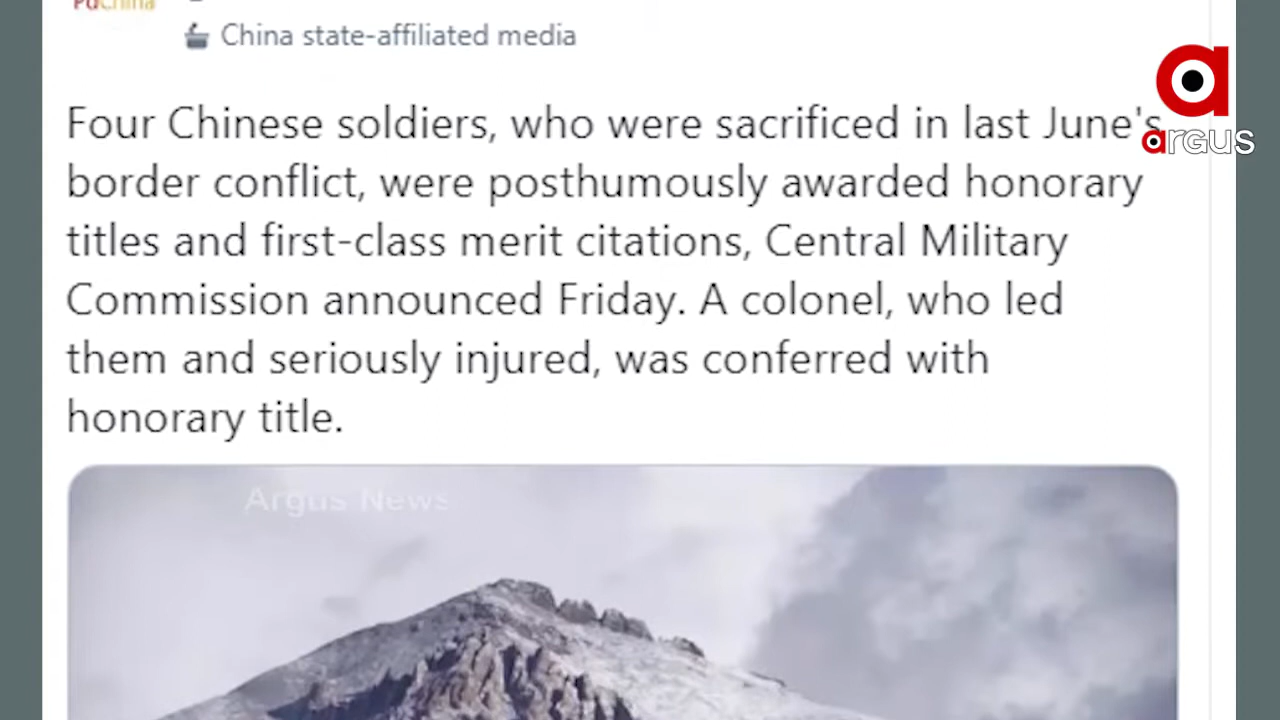 PDChina
China state-affiliated media
argus
Four Chinese soldiers, who were sacrificed in last June's
border conflict, were posthumously awarded honorary
titles and first-class merit citations, Central Military
Commission announced Friday. A colonel, who led
them and seriously injured, was conferred with
honorary title.
Argus News